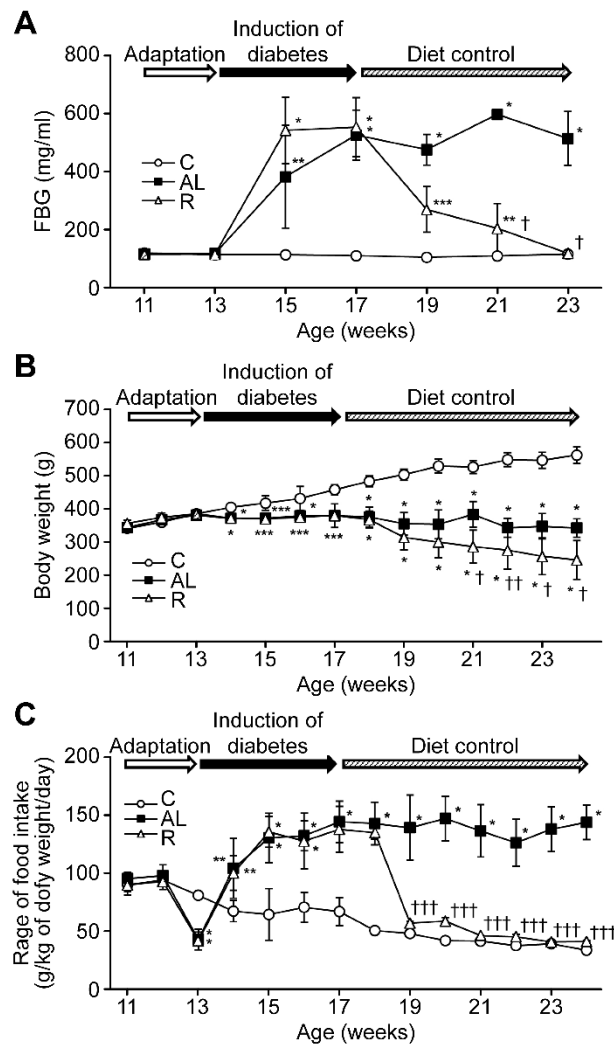 A
Induction of
Adaptation diabetes Diet control
800
600
400
200
0
FBG (mg/ml)
C
AL
R
* ** * * * *** * ** † * †
11 13 15 17 19 21 23
Age (weeks)
B
Induction of
Adaptation diabetes Diet control
700
600
500
400
300
200
100
0
Body weight (g)
C
AL
R
* *** * * * * * * * *
* *** *** *** * * * * † * †† * † * †
11 13 15 17 19 21 23
Age (weeks)
C
Induction of
Adaptation diabetes Diet control
200
150
100
50
0
Rage of food intake
(g/kg of dofy weight/day)
C
AL
R
* * ** ** * * * * * * * * * * * *
††† ††† ††† ††† ††† †††
11 13 15 17 19 21 23
Age (weeks)